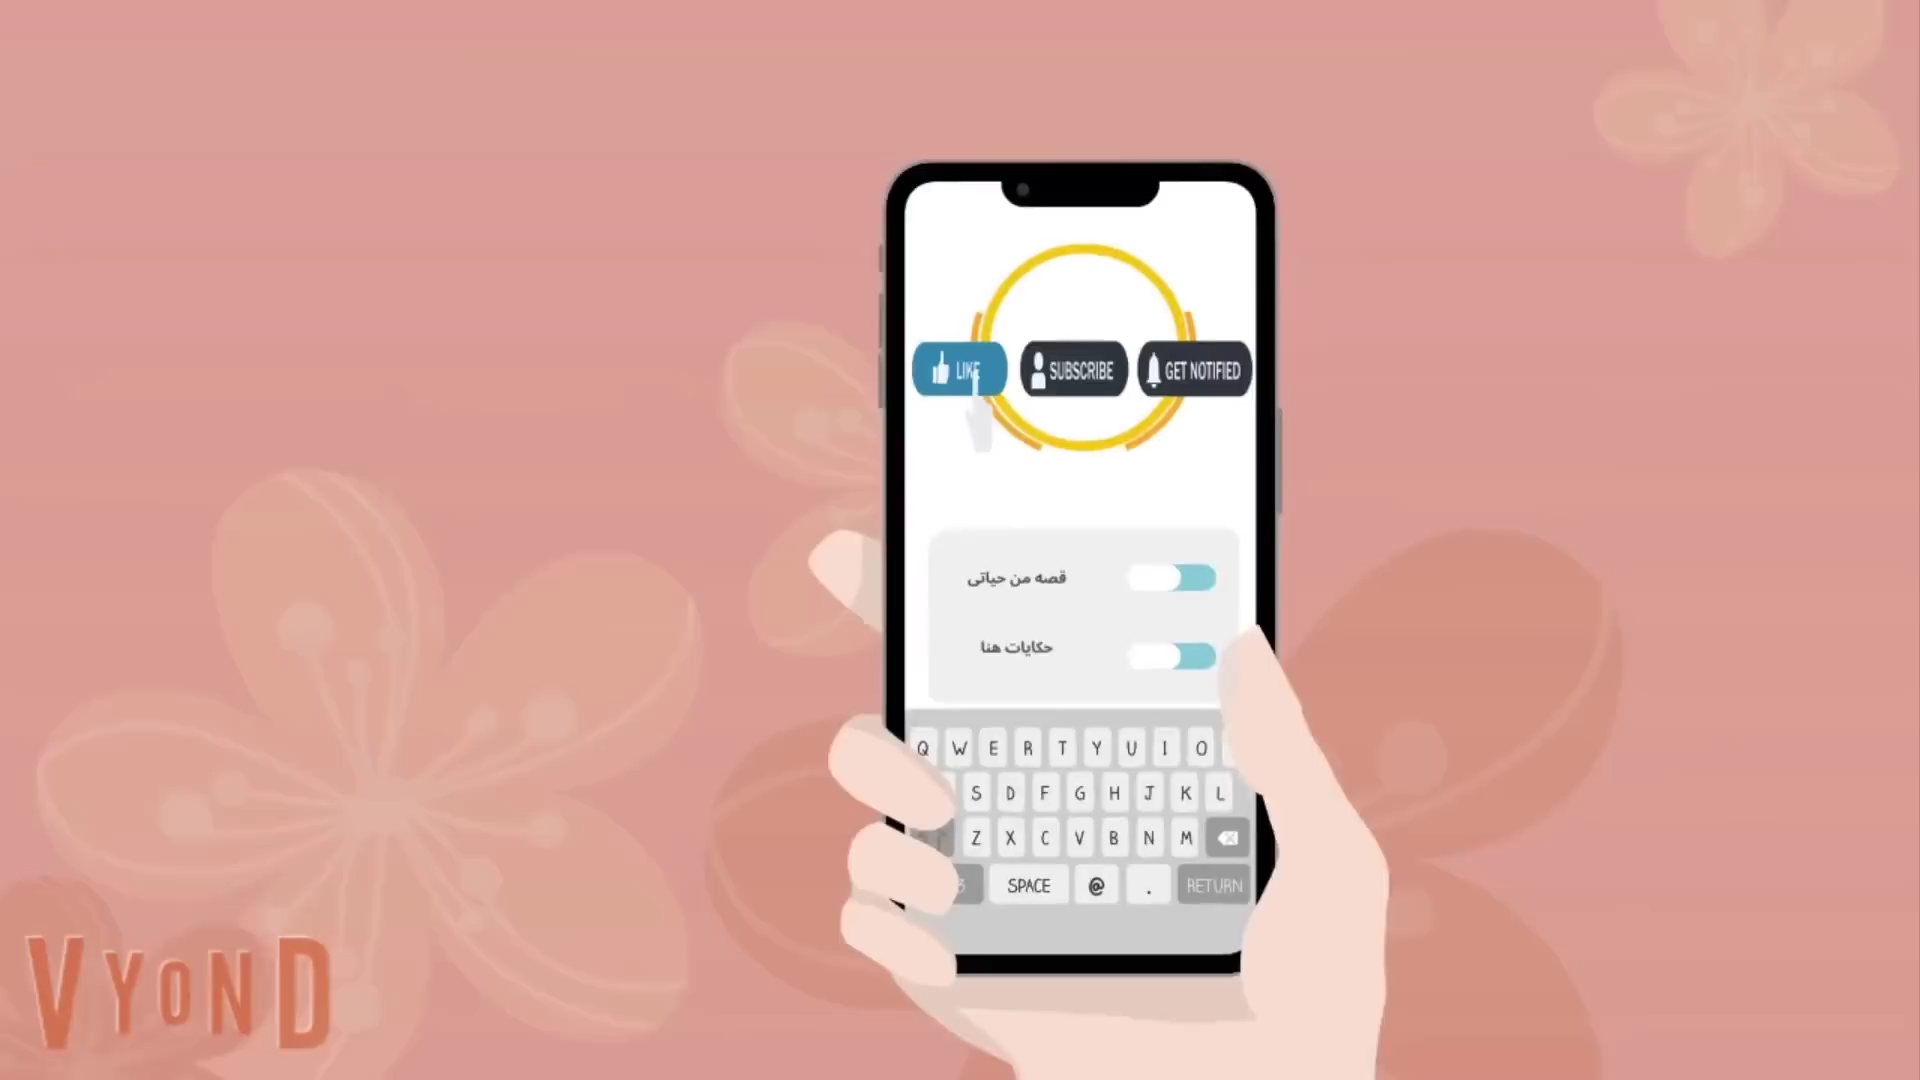 LIKE
SUBSCRIBE
GET NOTIFIED
قصه من حياتى
حكايات هنا
Q W E R T Y U I O
S D F G H J K L
Z X C V B N M
SPACE @ . RETURN
VYOND